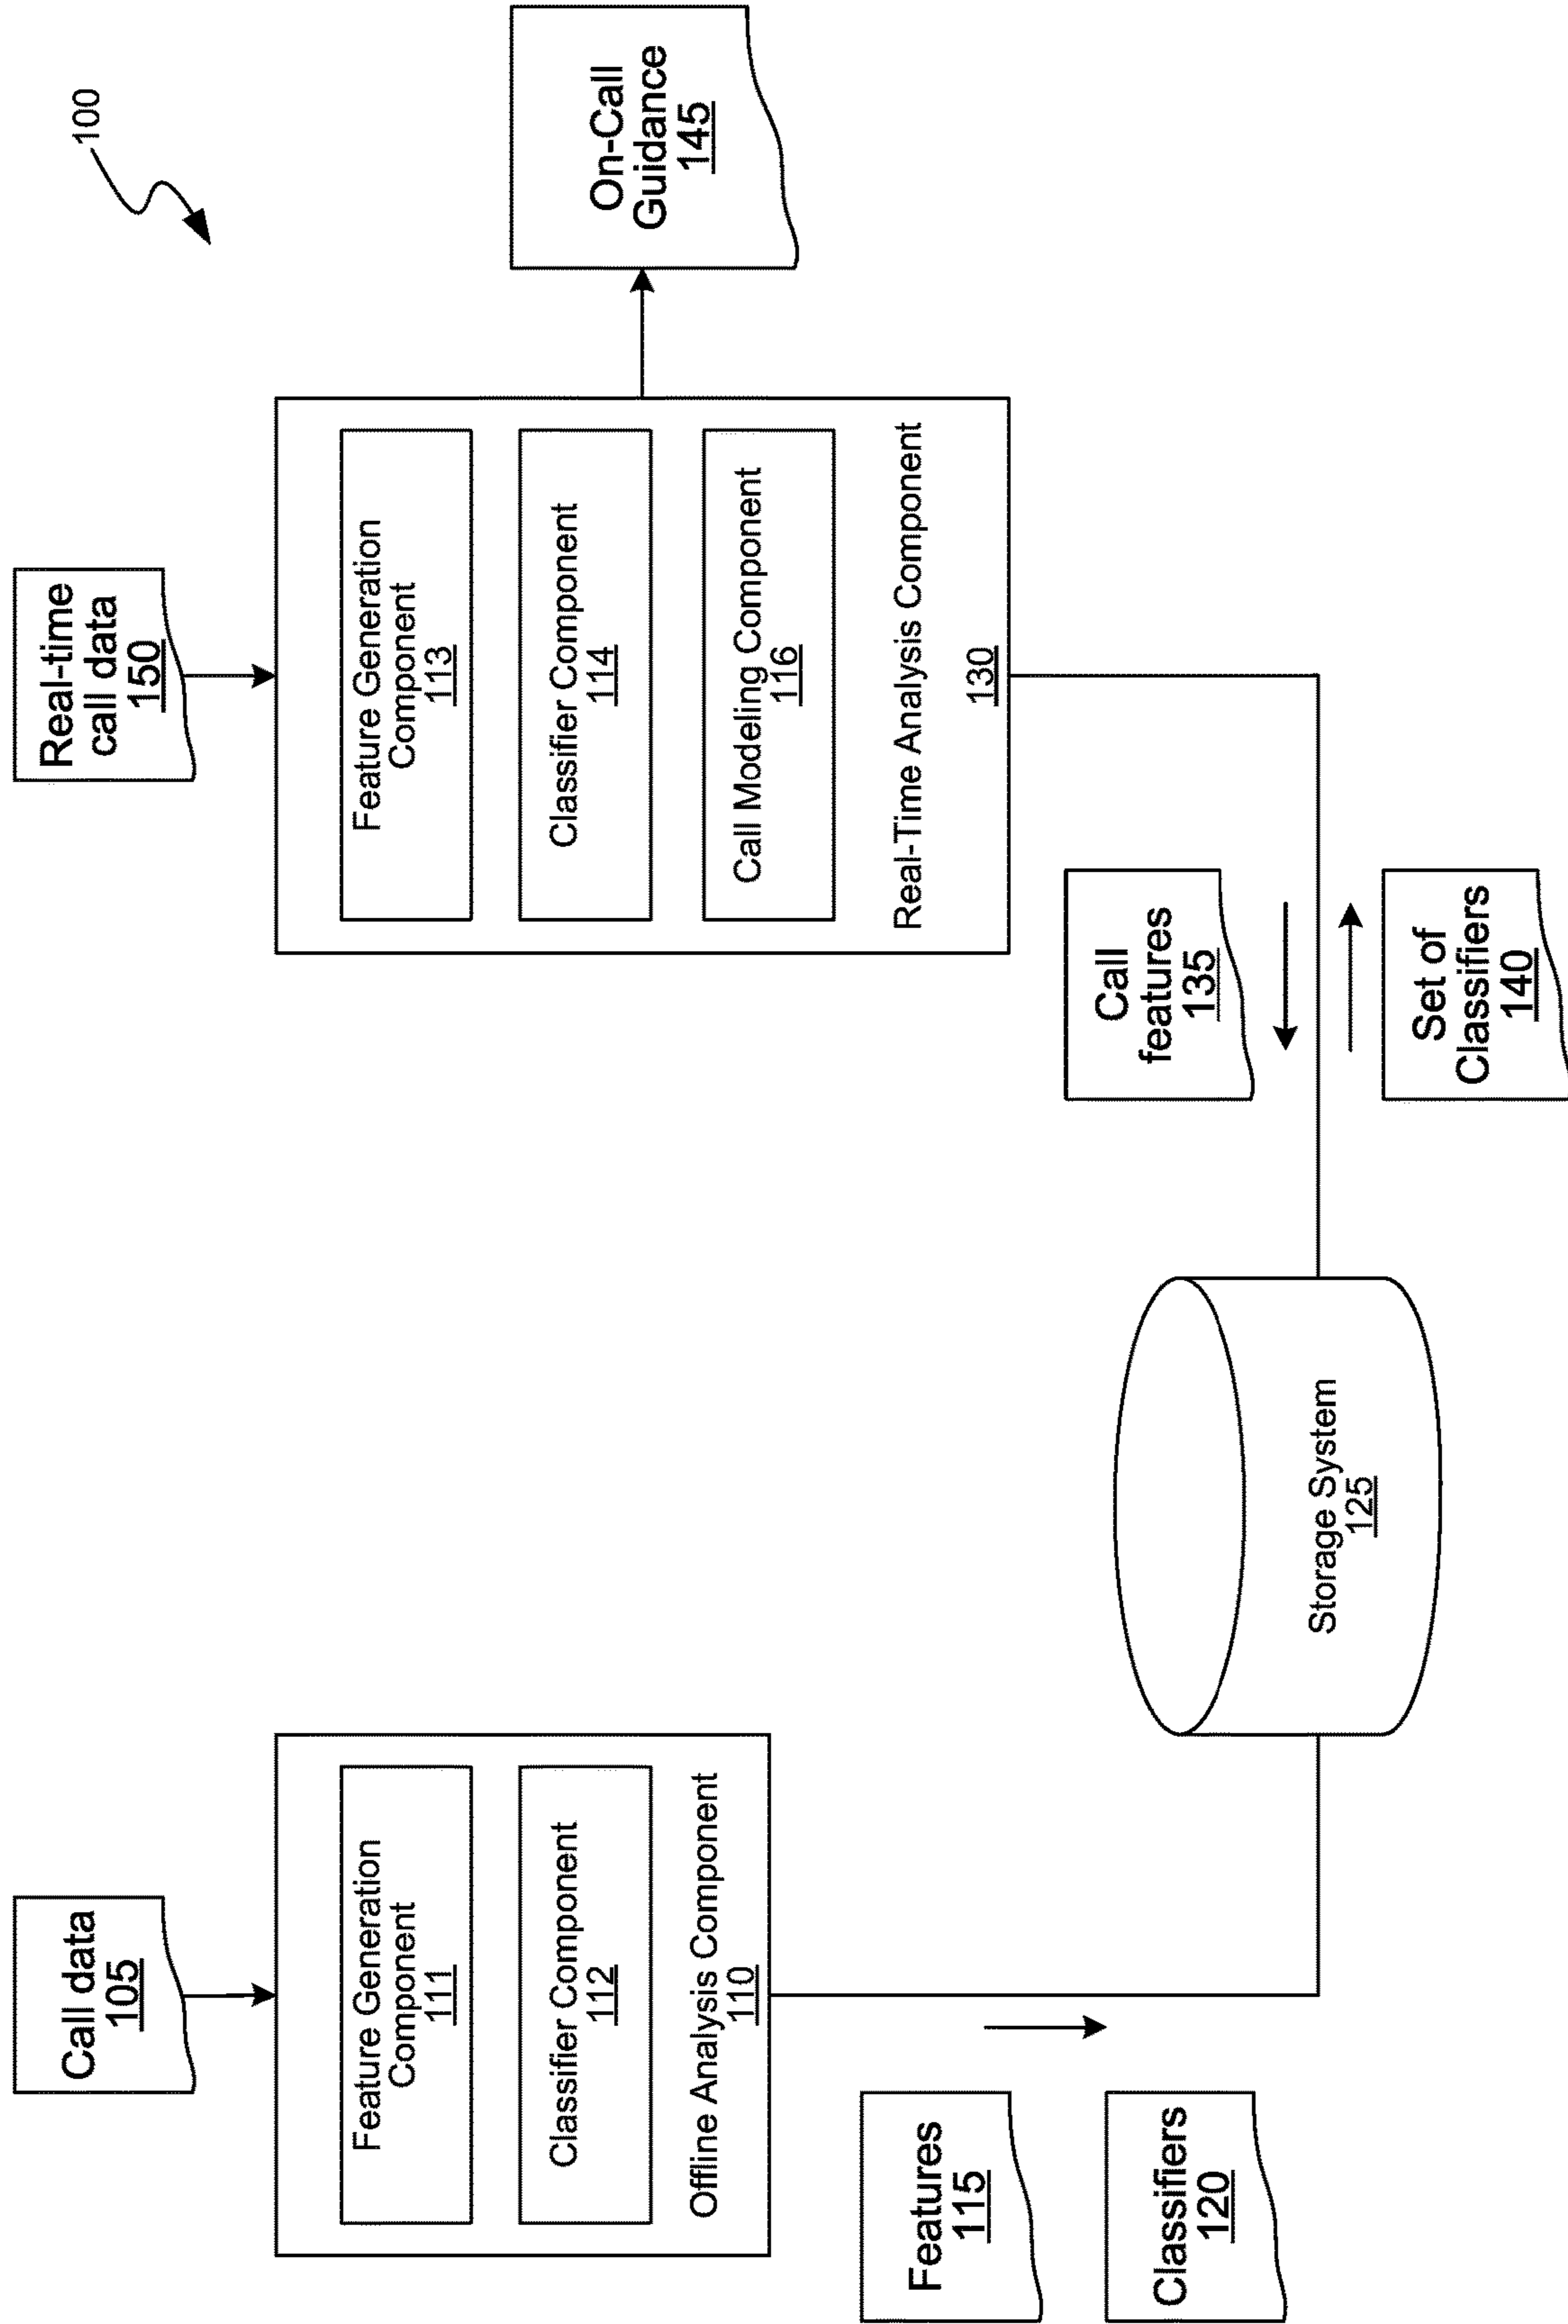 100
Call data
105
Real-time
call data
150
Feature Generation
Component
111
Classifier Component
112
Offline Analysis Component
110
Feature Generation
Component
113
Classifier Component
114
Call Modeling Component
116
Real-Time Analysis Component
130
On-Call
Guidance
145
Features
115
Classifiers
120
Storage System
125
Call
features
135
Set of
Classifiers
140